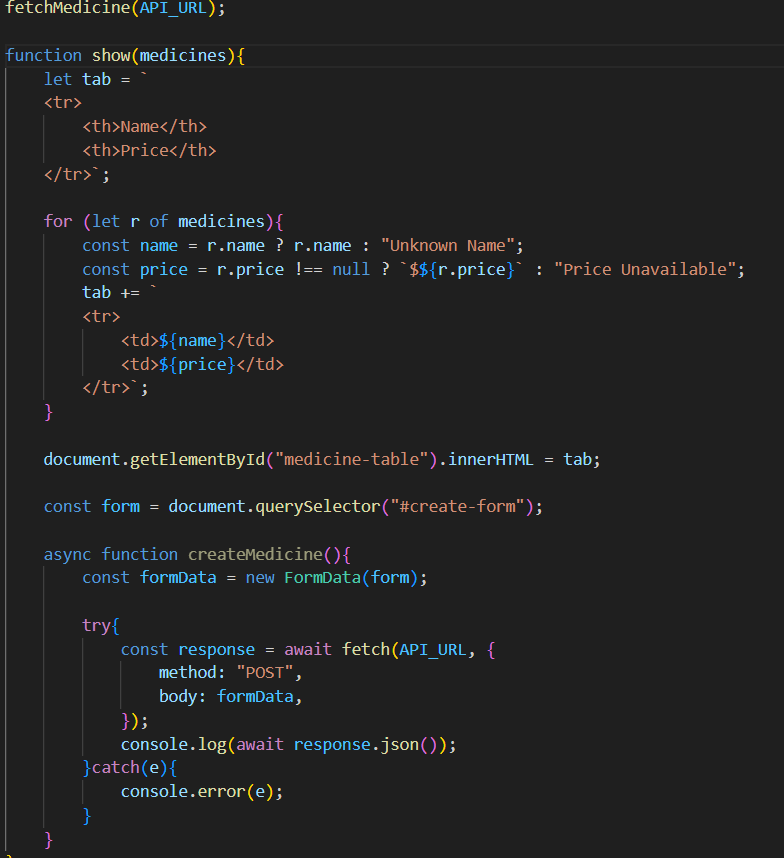 fetchMedicine(API_URL);
function show(medicines){
let tab = `
<tr>
<th>Name</th>
<th>Price</th>
</tr>`;
for (let r of medicines){
const name = r.name ? r.name : "Unknown Name";
const price = r.price !== null ? `$${r.price}` : "Price Unavailable";
tab += `
<tr>
<td>${name}</td>
<td>${price}</td>
</tr>`;
}
document.getElementById("medicine-table").innerHTML = tab;
const form = document.querySelector("#create-form");
async function createMedicine(){
const formData = new FormData(form);
try{
const response = await fetch(API_URL, {
method: "POST",
body: formData,
});
console.log(await response.json());
}catch(e){
console.error(e);
}
}